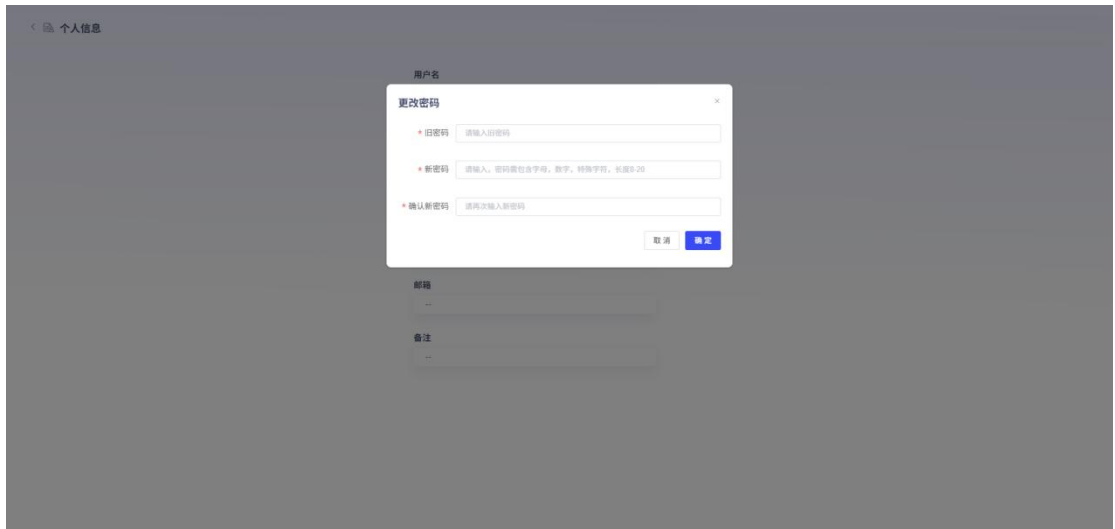 个人信息
用户名
更改密码
* 旧密码 请输入旧密码
* 新密码 请输入，密码需包含字母，数字，特殊字符，长度8-20
* 确认新密码 请再次输入新密码
取 消 确 定
邮箱
--
备注
--